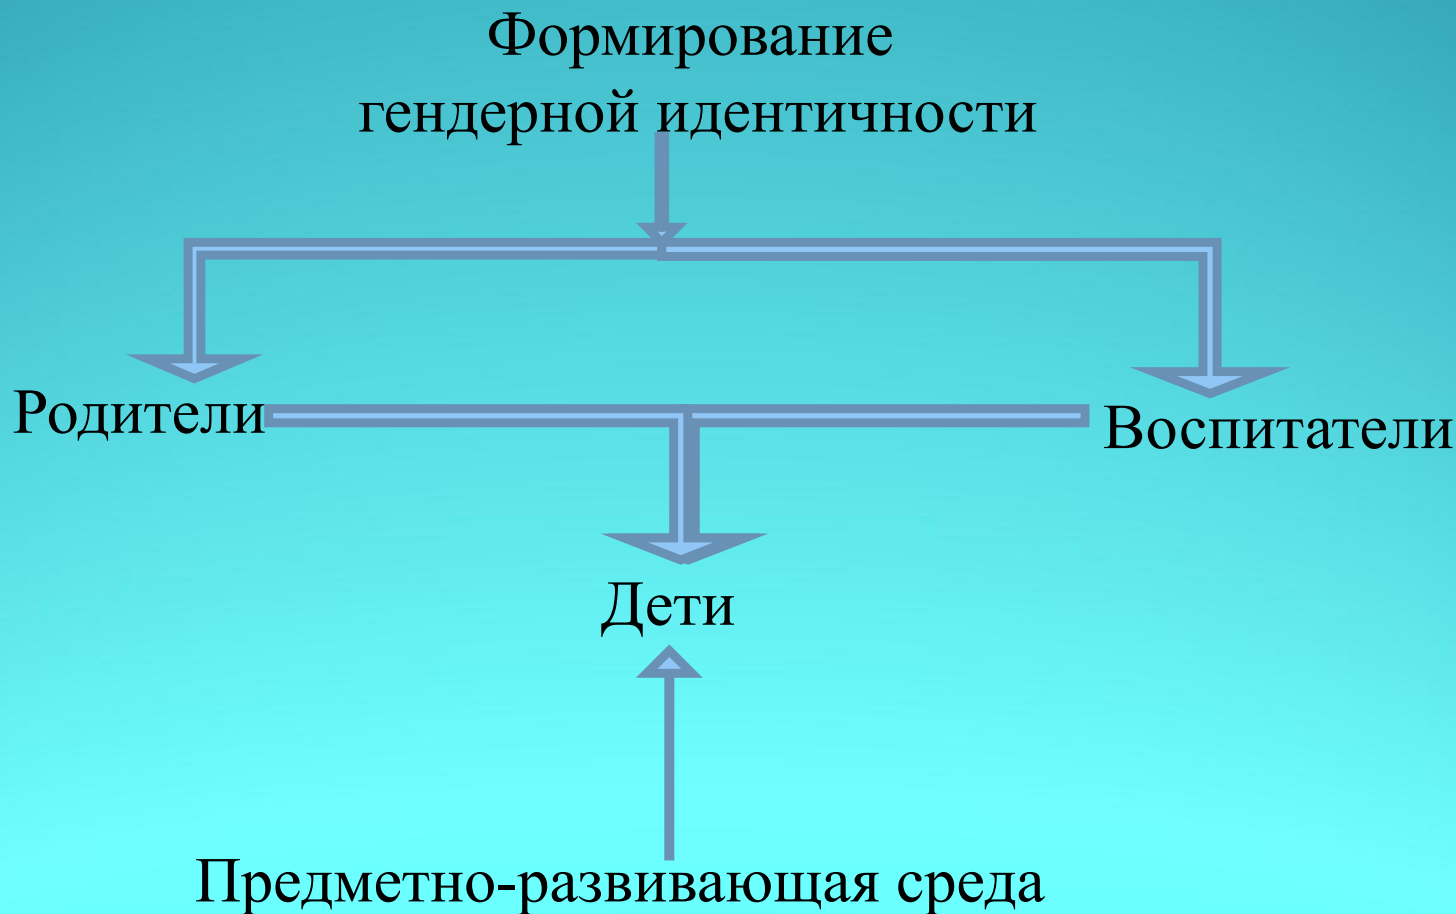 Формирование
гендерной идентичности
Родители
Воспитатели
Дети
Предметно-развивающая среда